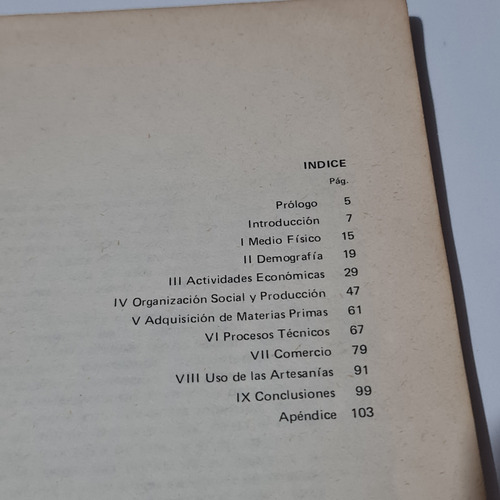 INDICE
Pág.
Prólogo 5
Introducción 7
I Medio Físico 15
II Demografía 19
III Actividades Económicas 29
IV Organización Social y Producción 47
V Adquisición de Materias Primas 61
VI Procesos Técnicos 67
VII Comercio 79
VIII Uso de las Artesanías 91
IX Conclusiones 99
Apéndice 103